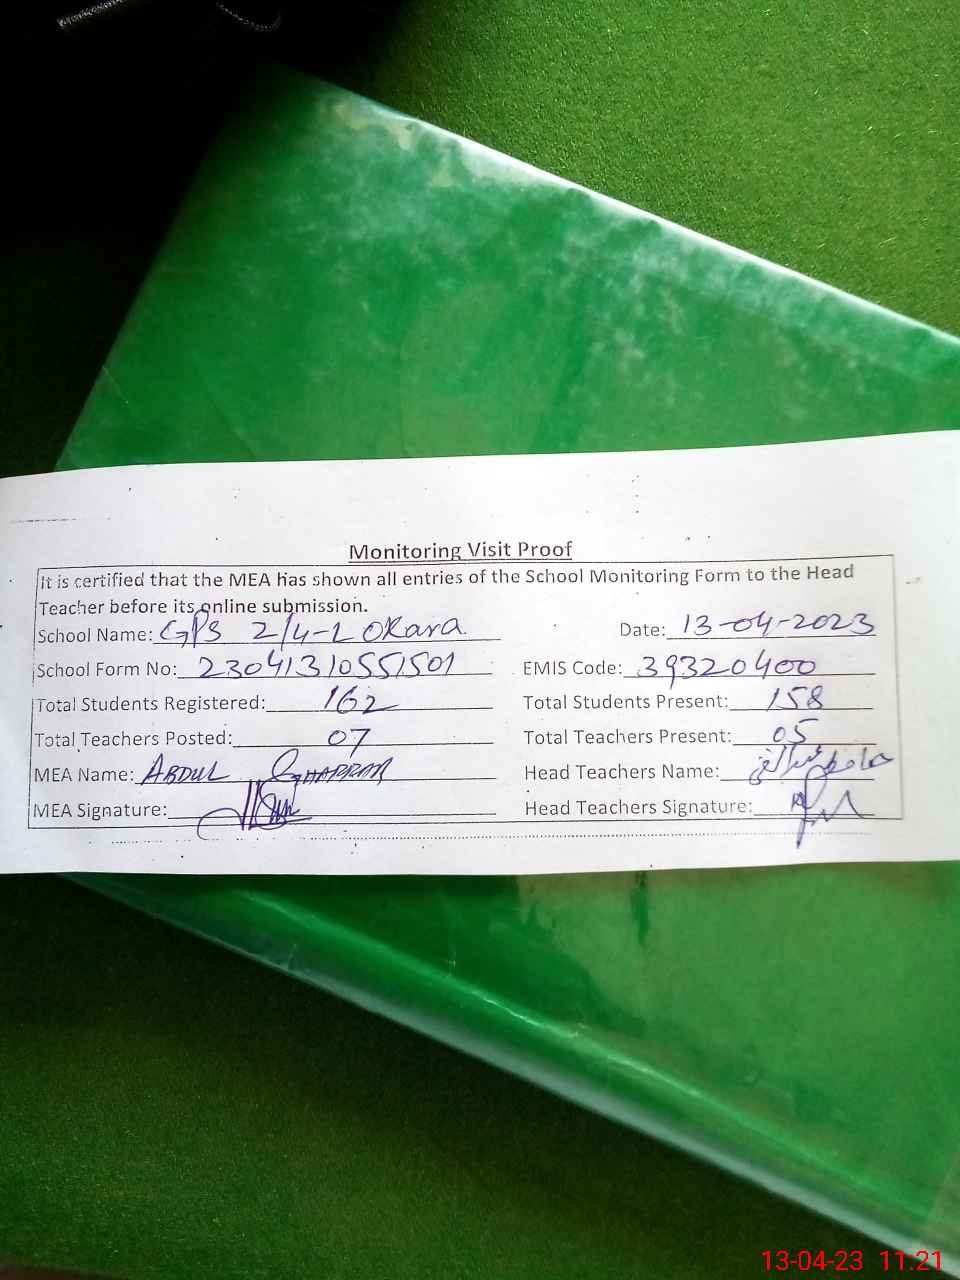 Monitoring Visit Proof
It is certified that the MEA has shown all entries of the School Monitoring Form to the Head
Teacher before its online submission.
School Name: GPS 2/4-L Okara. Date: 13-04-2023
School Form No: 23041310551501 EMIS Code: 39320400
Total Students Registered: 162 Total Students Present: 158
Total Teachers Posted: 07 Total Teachers Present: 05
MEA Name: ABDUL GHAFFAR Head Teachers Name:
MEA Signature: Head Teachers Signature:
13-04-23 11:21